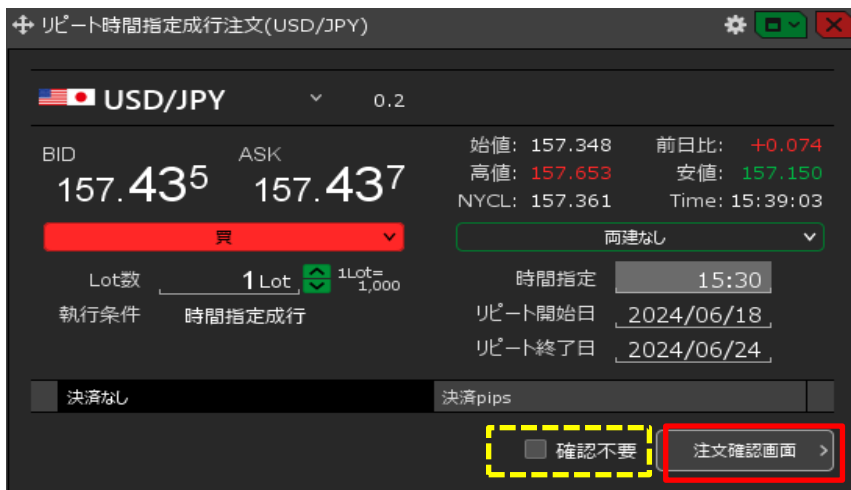 リピート時間指定成行注文(USD/JPY)
USD/JPY 0.2
BID ASK
157.435 157.437
始値: 157.348 前日比: +0.074
高値: 157.653 安値: 157.150
NYCL: 157.361 Time: 15:39:03
買 両建なし
Lot数 1 Lot 1Lot= 1,000
時間指定 15:30
執行条件 時間指定成行
リピート開始日 2024/06/18
リピート終了日 2024/06/24
決済なし 決済pips
確認不要 注文確認画面 >